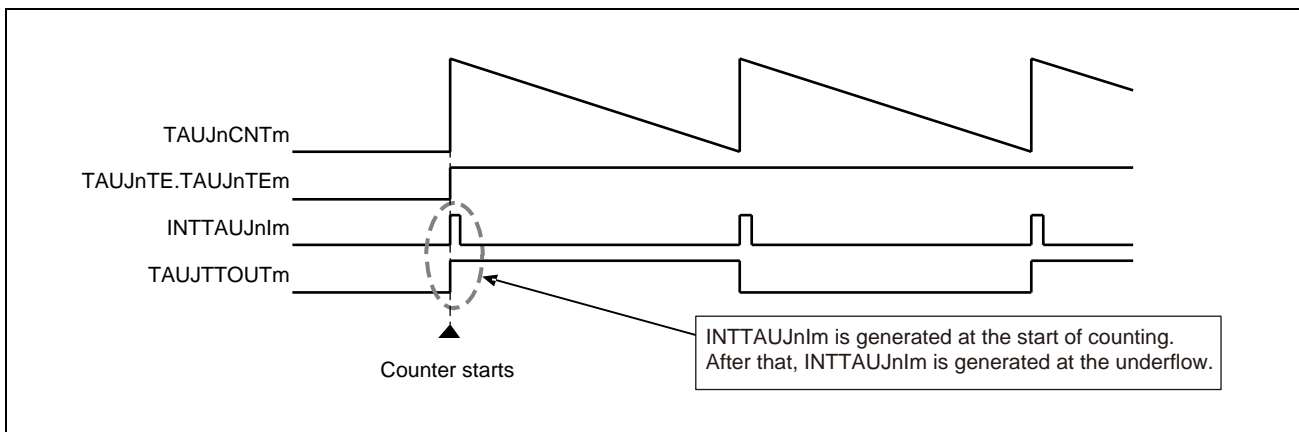 TAUJnCNTm
TAUJnTE.TAUJnTEm
INTTAUJnIm
TAUJTTOUTm
INTTAUJnIm is generated at the start of counting.
After that, INTTAUJnIm is generated at the underflow.
Counter starts